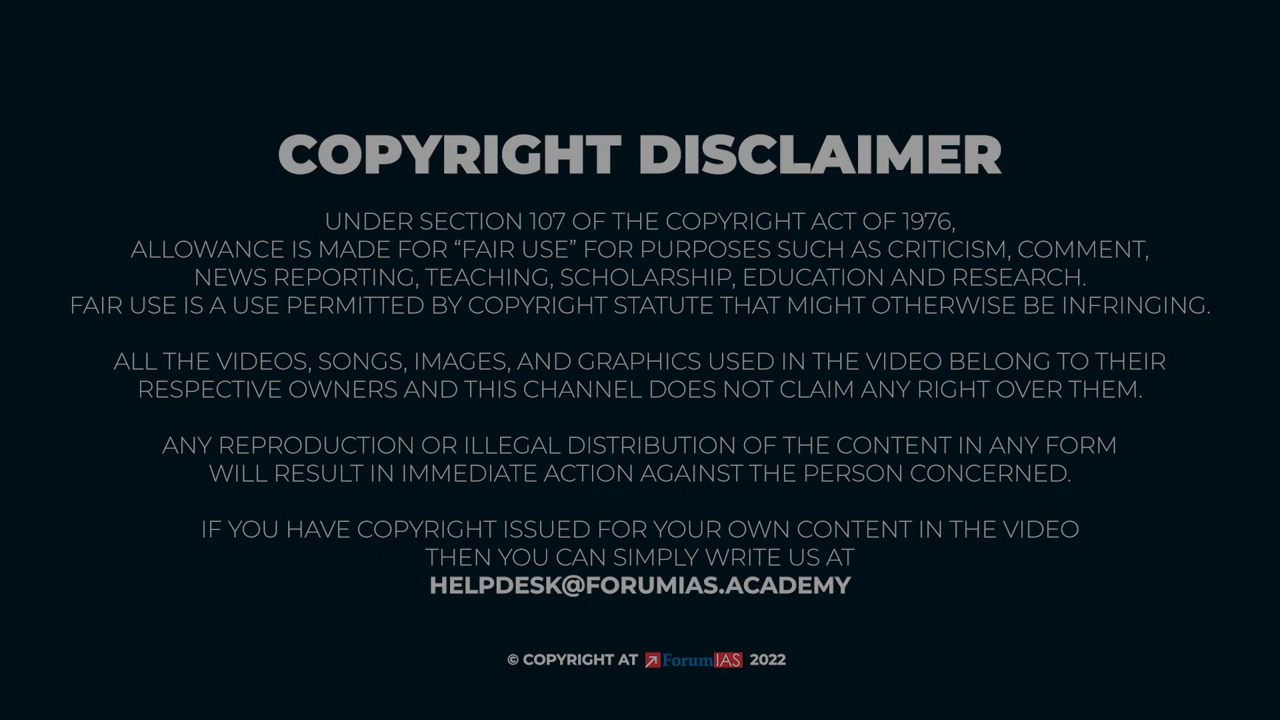 COPYRIGHT DISCLAIMER
UNDER SECTION 107 OF THE COPYRIGHT ACT OF 1976,
ALLOWANCE IS MADE FOR “FAIR USE” FOR PURPOSES SUCH AS CRITICISM, COMMENT,
NEWS REPORTING, TEACHING, SCHOLARSHIP, EDUCATION AND RESEARCH.
FAIR USE IS A USE PERMITTED BY COPYRIGHT STATUTE THAT MIGHT OTHERWISE BE INFRINGING.
ALL THE VIDEOS, SONGS, IMAGES, AND GRAPHICS USED IN THE VIDEO BELONG TO THEIR
RESPECTIVE OWNERS AND THIS CHANNEL DOES NOT CLAIM ANY RIGHT OVER THEM.
ANY REPRODUCTION OR ILLEGAL DISTRIBUTION OF THE CONTENT IN ANY FORM
WILL RESULT IN IMMEDIATE ACTION AGAINST THE PERSON CONCERNED.
IF YOU HAVE COPYRIGHT ISSUED FOR YOUR OWN CONTENT IN THE VIDEO
THEN YOU CAN SIMPLY WRITE US AT
HELPDESK@FORUMIAS.ACADEMY
© COPYRIGHT AT ForumIAS 2022